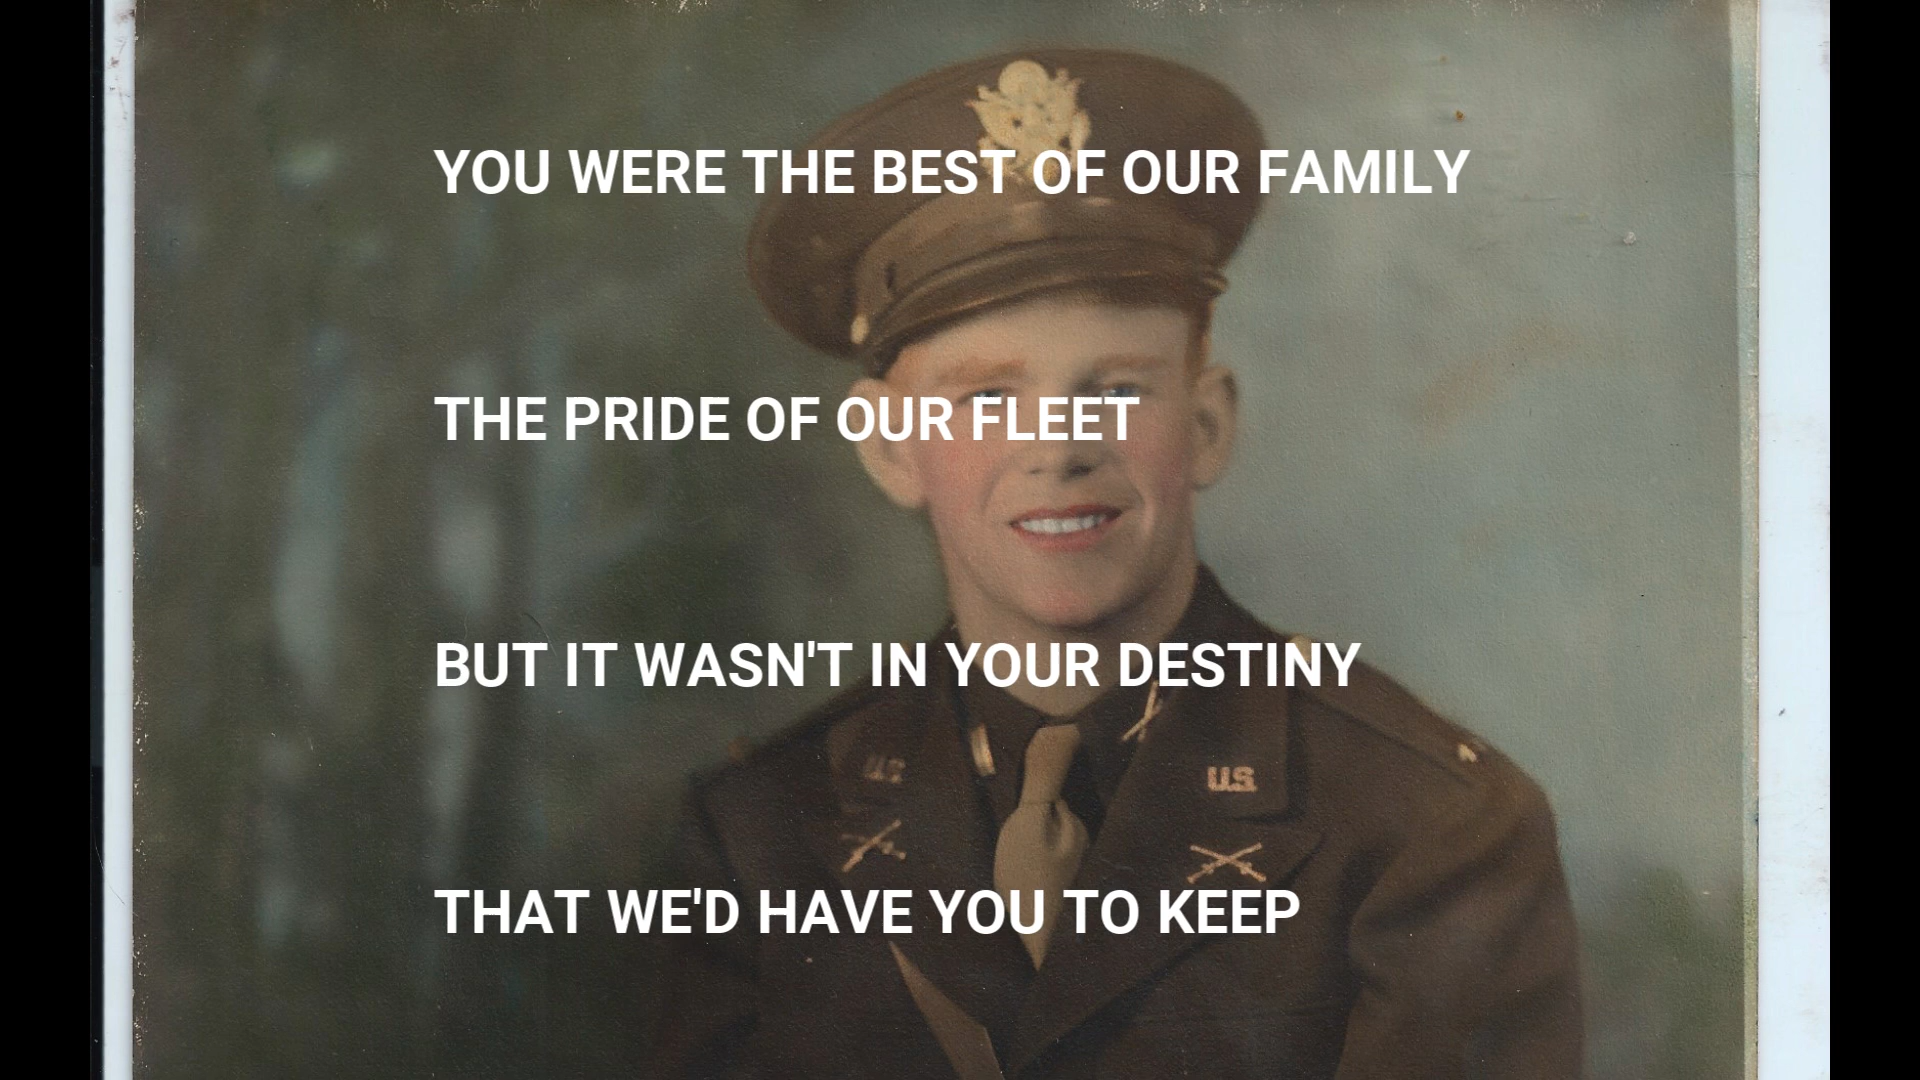 YOU WERE THE BEST OF OUR FAMILY
THE PRIDE OF OUR FLEET
BUT IT WASN'T IN YOUR DESTINY
THAT WE'D HAVE YOU TO KEEP
U.S
U.S.